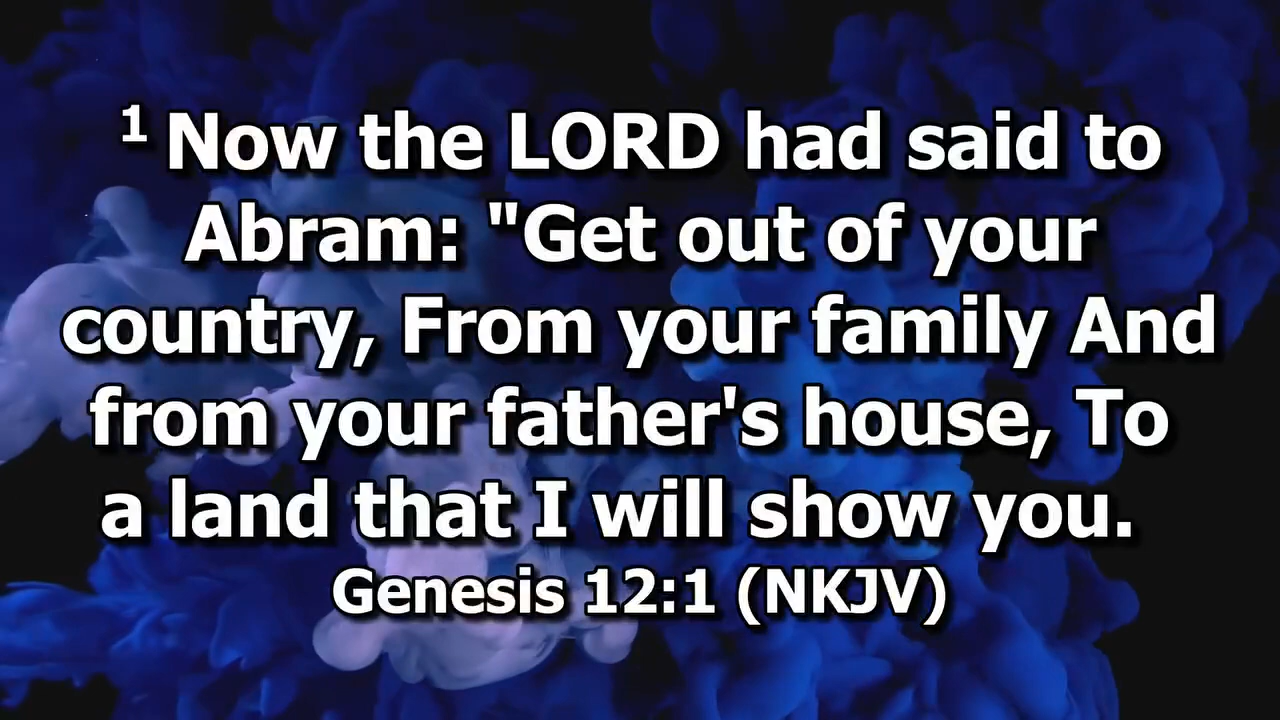 1 Now the LORD had said to
Abram: "Get out of your
country, From your family And
from your father's house, To
a land that I will show you.
Genesis 12:1 (NKJV)